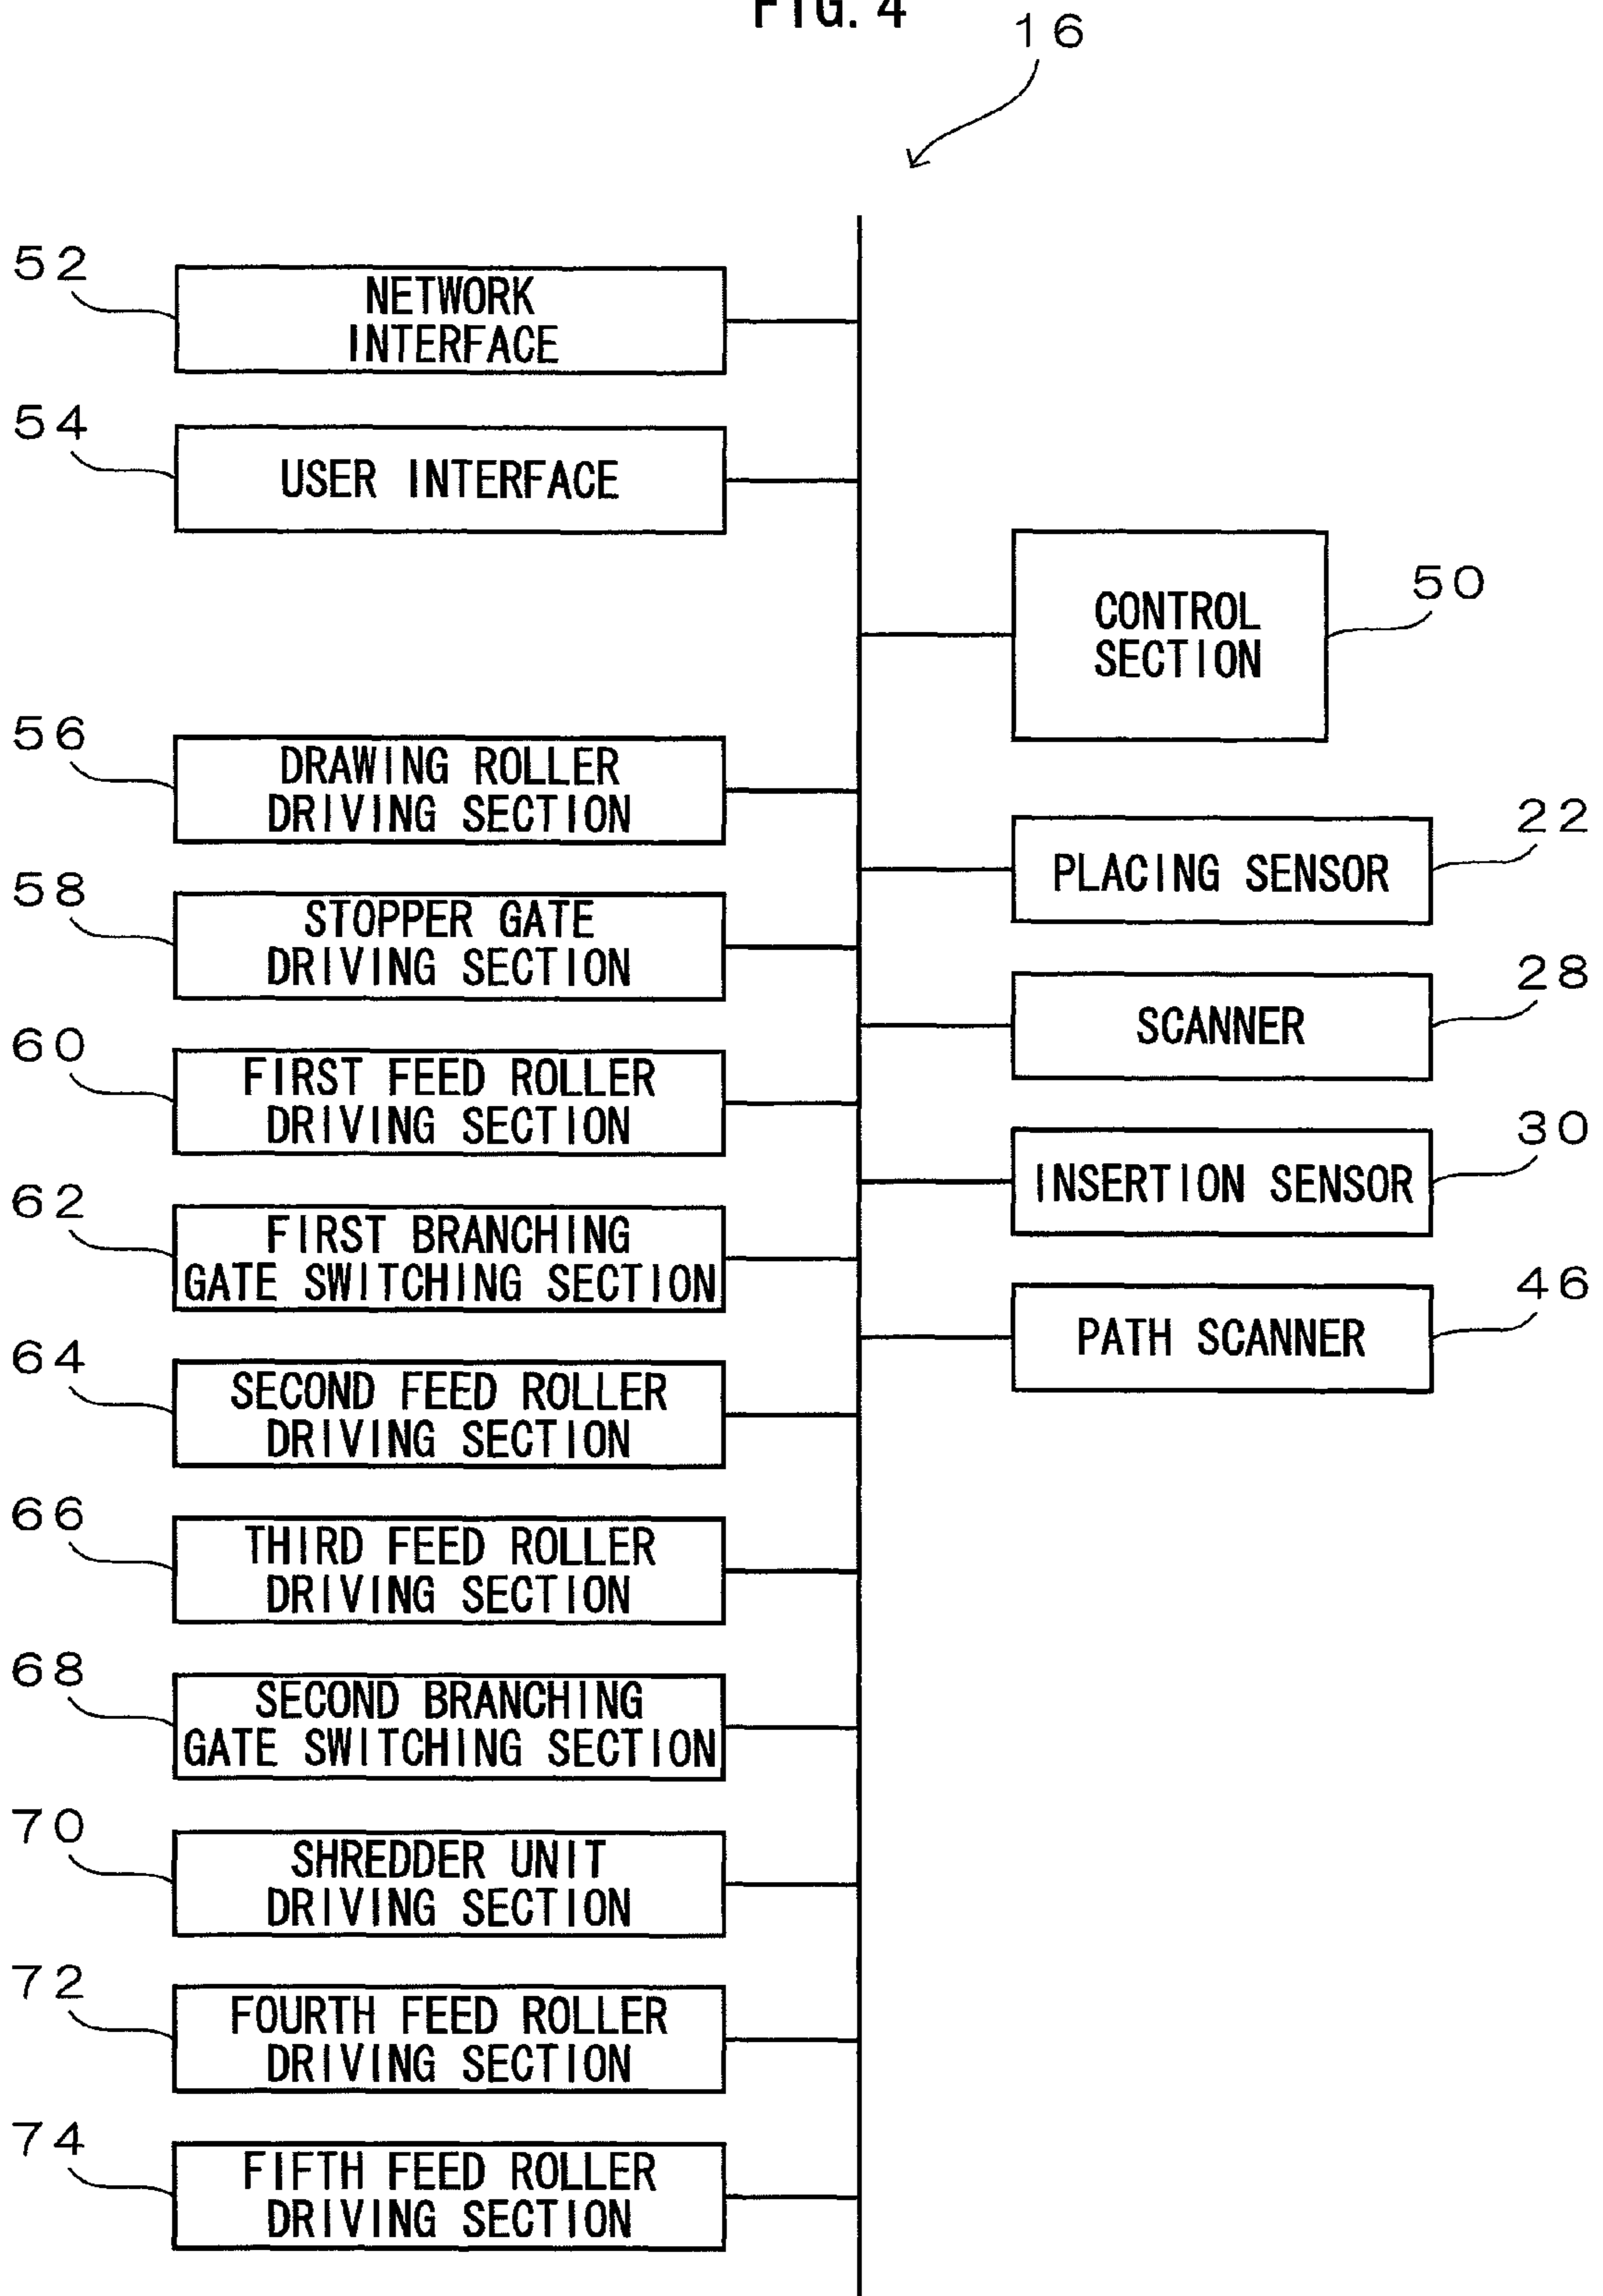 FIG. 4
16
52
NETWORK
INTERFACE
54
USER INTERFACE
CONTROL
SECTION
50
56
DRAWING ROLLER
DRIVING SECTION
PLACING SENSOR
22
58
STOPPER GATE
DRIVING SECTION
SCANNER
28
60
FIRST FEED ROLLER
DRIVING SECTION
INSERTION SENSOR
30
62
FIRST BRANCHING
GATE SWITCHING SECTION
PATH SCANNER
46
64
SECOND FEED ROLLER
DRIVING SECTION
66
THIRD FEED ROLLER
DRIVING SECTION
68
SECOND BRANCHING
GATE SWITCHING SECTION
70
SHREDDER UNIT
DRIVING SECTION
72
FOURTH FEED ROLLER
DRIVING SECTION
74
FIFTH FEED ROLLER
DRIVING SECTION